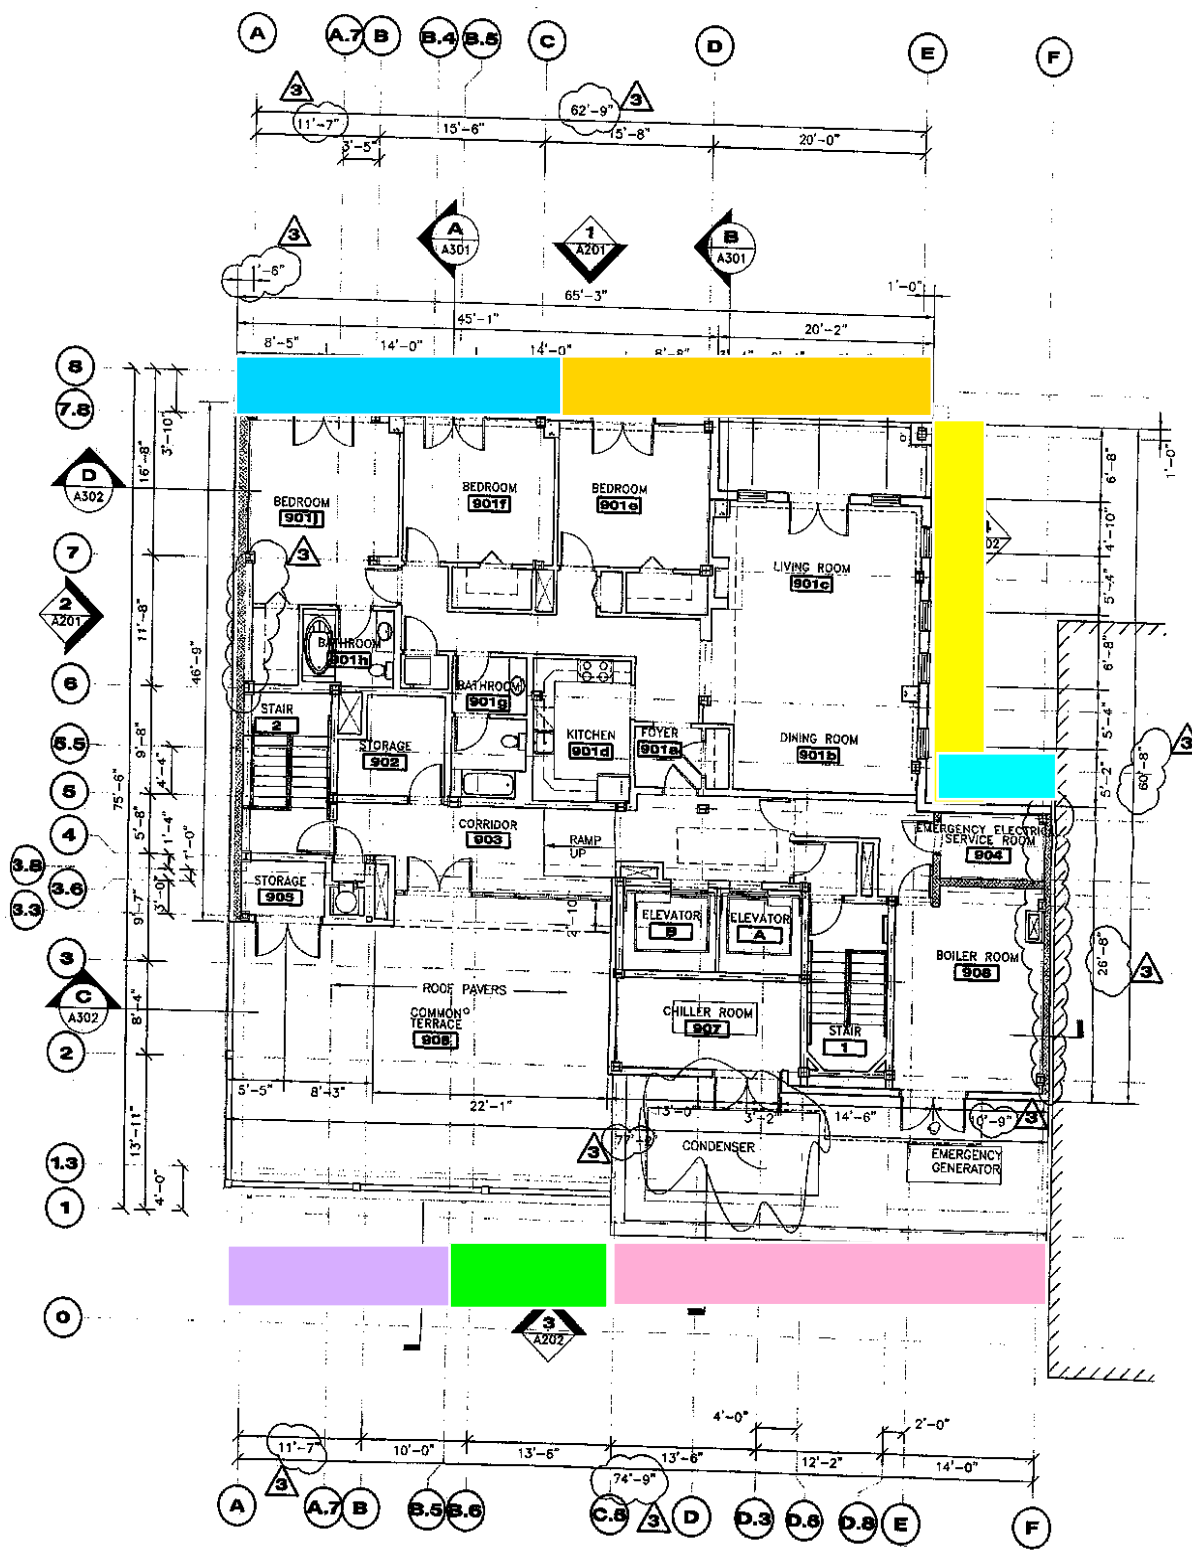 A A.7 B B.4 B.5 C D E F
3 3
62'-9"
11'-7" 15'-6" 15'-8" 20'-0"
3'-5"
3
A
A301
1
A201
B
A301
1'-6"
65'-3"
1'-0"
45'-1"
20'-2"
8'-5" 14'-0" 14'-0" 8'-8"
8
7.8
3'-10"
16'-8"
6'-8"
1'-0"
D
A302
BEDROOM
901j
BEDROOM
901f
BEDROOM
901e
14'-10"
7
3
LIVING ROOM
901c
5'-4"
2
A201
11'-8"
46'-9"
BATHROOM
901h
6'-8"
6
BATHROOM
901g
STAIR
2
5'-4"
5.5
9'-8"
4'-4"
STORAGE
902
KITCHEN
901d
FOYER
901a
DINING ROOM
901b
3
60'-8"
5'-2"
75'-6"
5
5'-8"
1'-4"
1'-0"
4
CORRIDOR
903
RAMP
UP
EMERGENCY ELECTRICAL
SERVICE ROOM
904
3.8
3.6
3.3
3'-0"
9'-7"
STORAGE
905
2'-10"
ELEVATOR
B
ELEVATOR
A
26'-8"
3
3
BOILER ROOM
908
C
A302
8'-4"
ROOF PAVERS
COMMON
TERRACE
906
CHILLER ROOM
907
STAIR
1
2
5'-5" 8'-3"
22'-1"
13'-0" 3'-2" 14'-6" 10'-9"
3
13'-11"
3
CONDENSER
EMERGENCY
GENERATOR
1.3
4'-0"
1
0
3
A202
4'-0" 2'-0"
11'-7" 10'-0" 13'-6" 13'-6" 12'-2" 14'-0"
3
74'-9"
3
A A.7 B B.5 B.6 C.5 D D.3 D.6 D.8 E F